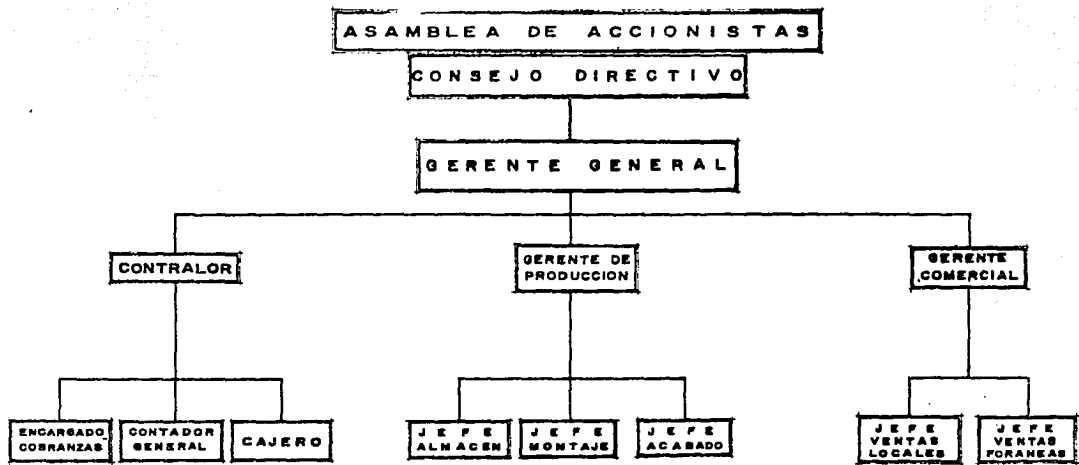 ASAMBLEA DE ACCIONISTAS
CONSEJO DIRECTIVO
GERENTE GENERAL
CONTRALOR
GERENTE DE
PRODUCCION
GERENTE
COMERCIAL
ENCARGADO
COBRANZAS
CONTADOR
GENERAL
CAJERO
JEFE
ALMACEN
JEFE
MONTAJE
JEFE
ACABADO
JEFE
VENTAS
LOCALES
JEFE
VENTAS
FORANEAS